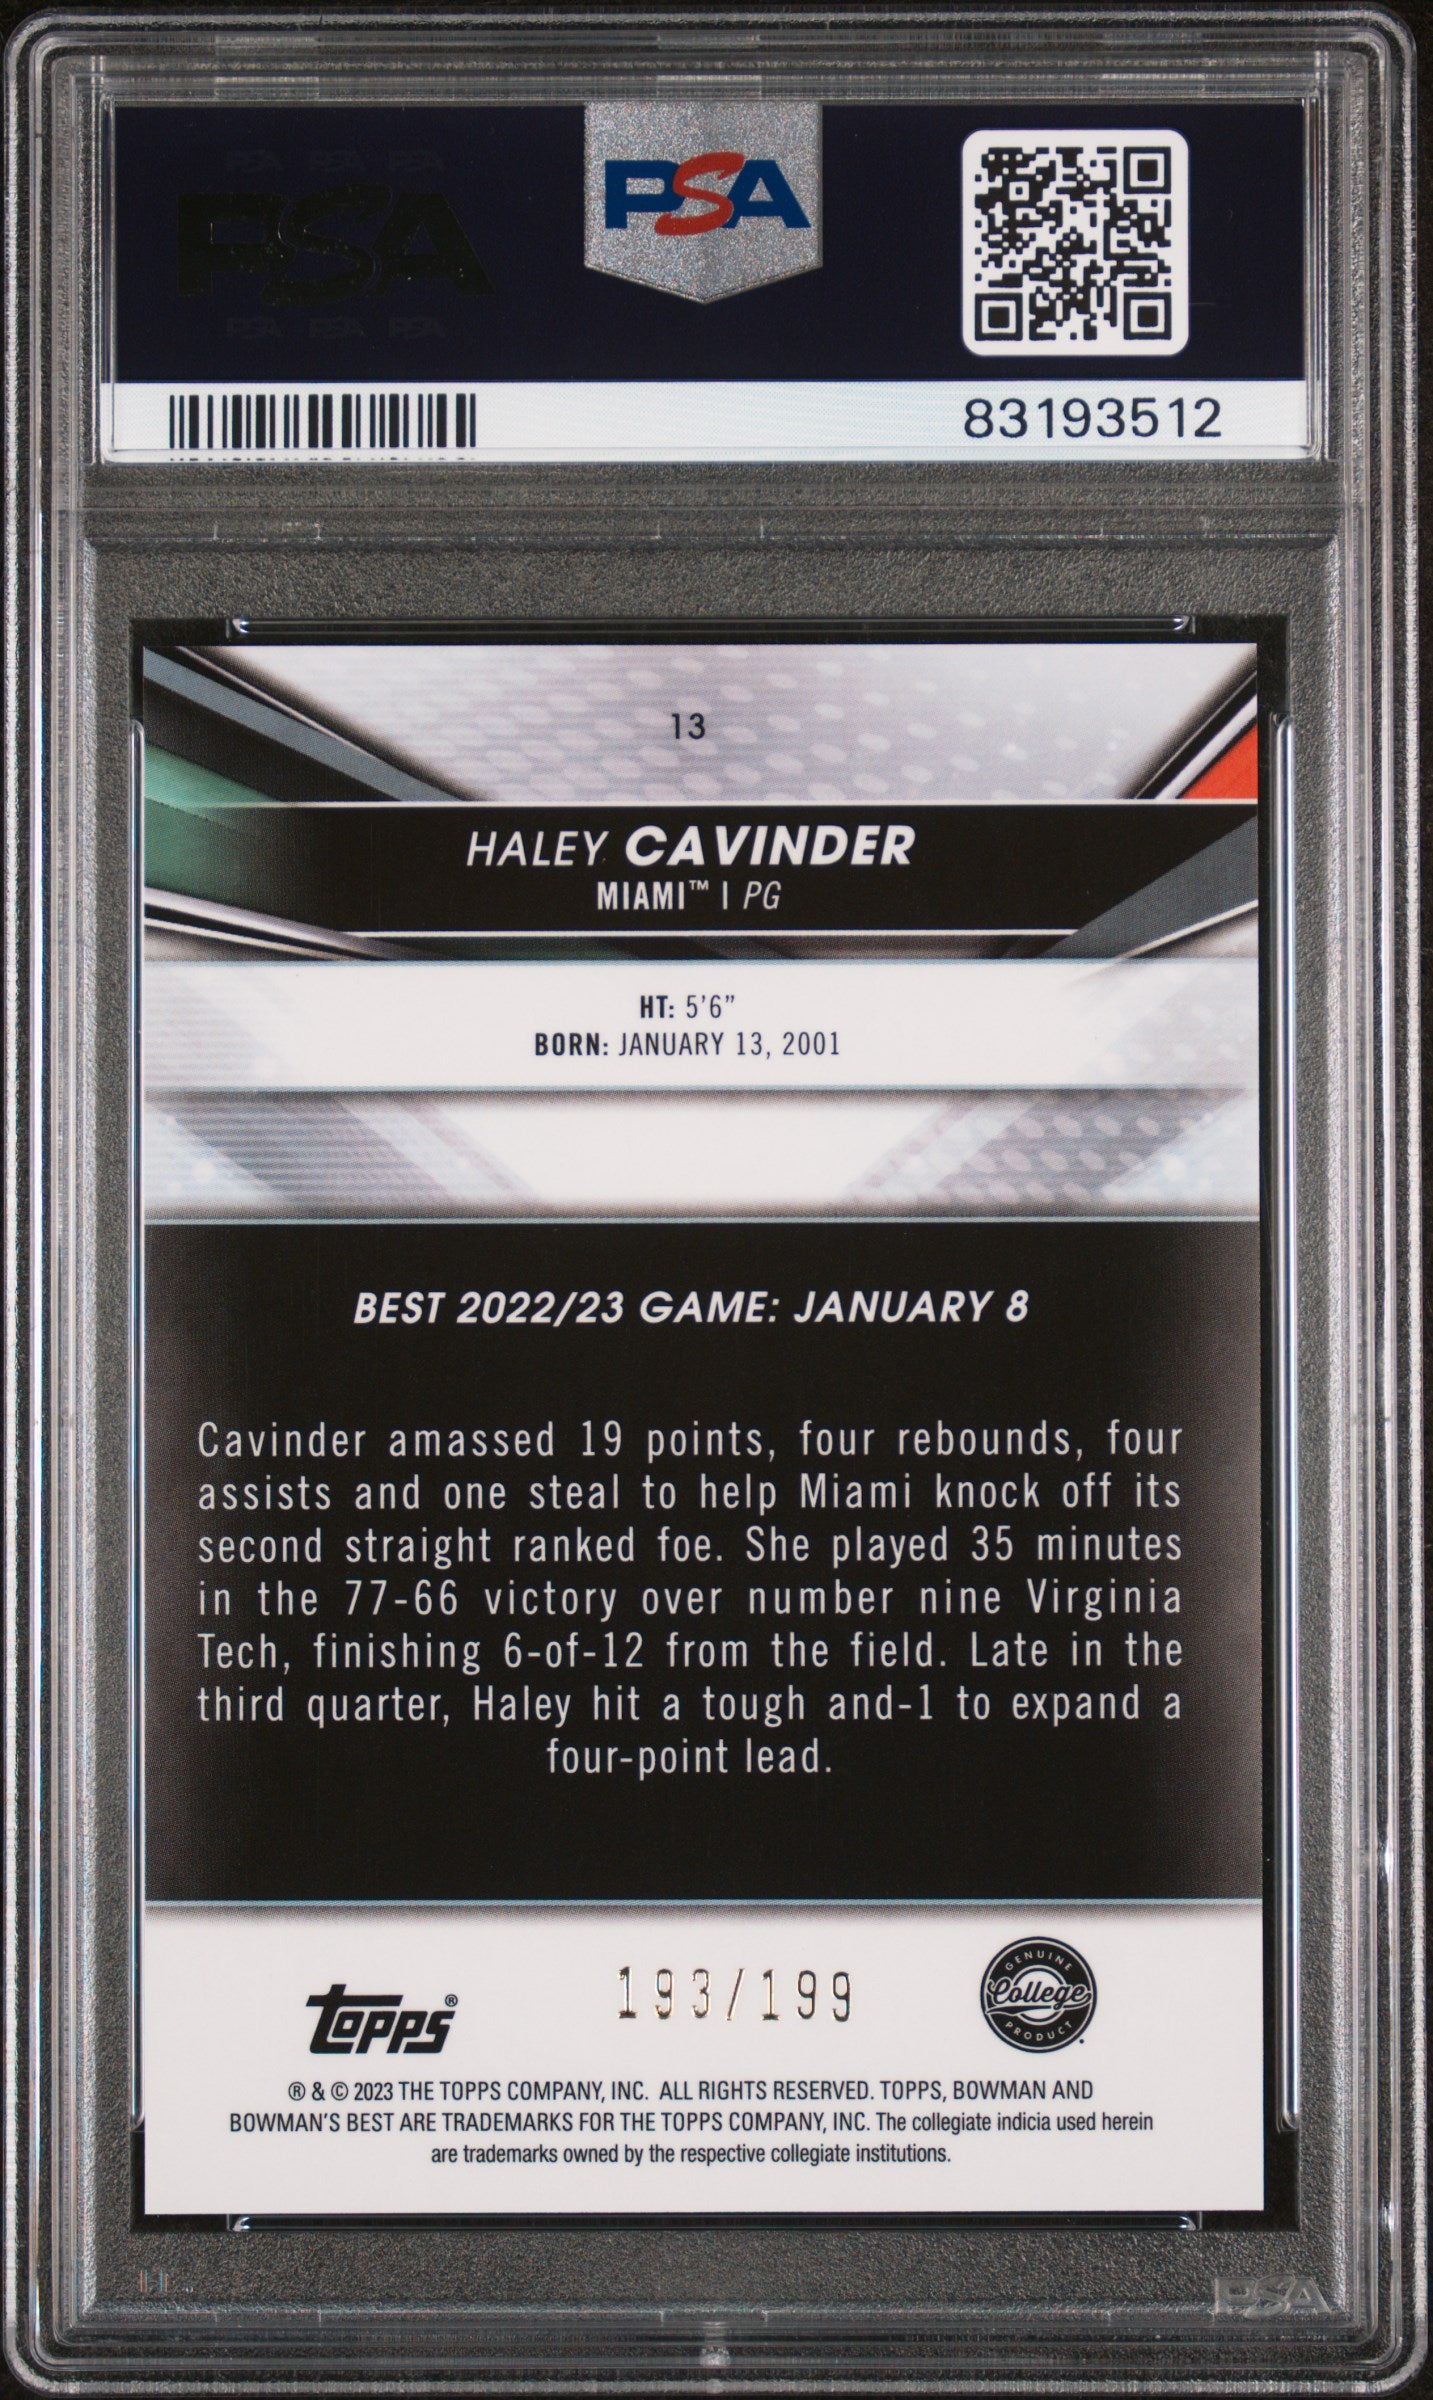 PSA PSA PSA
PSA
PSA PSA PSA
PSA
83193512
13
HALEY CAVINDER
MIAMI™ | PG
HT: 5'6"
BORN: JANUARY 13, 2001
BEST 2022/23 GAME: JANUARY 8
Cavinder amassed 19 points, four rebounds, four
assists and one steal to help Miami knock off its
second straight ranked foe. She played 35 minutes
in the 77-66 victory over number nine Virginia
Tech, finishing 6-of-12 from the field. Late in the
third quarter, Haley hit a tough and-1 to expand a
four-point lead.
Topps®
193/199
GENUINE
College
PRODUCT
® & © 2023 THE TOPPS COMPANY, INC. ALL RIGHTS RESERVED. TOPPS, BOWMAN AND
BOWMAN'S BEST ARE TRADEMARKS FOR THE TOPPS COMPANY, INC. The collegiate indicia used herein
are trademarks owned by the respective collegiate institutions.
PSA